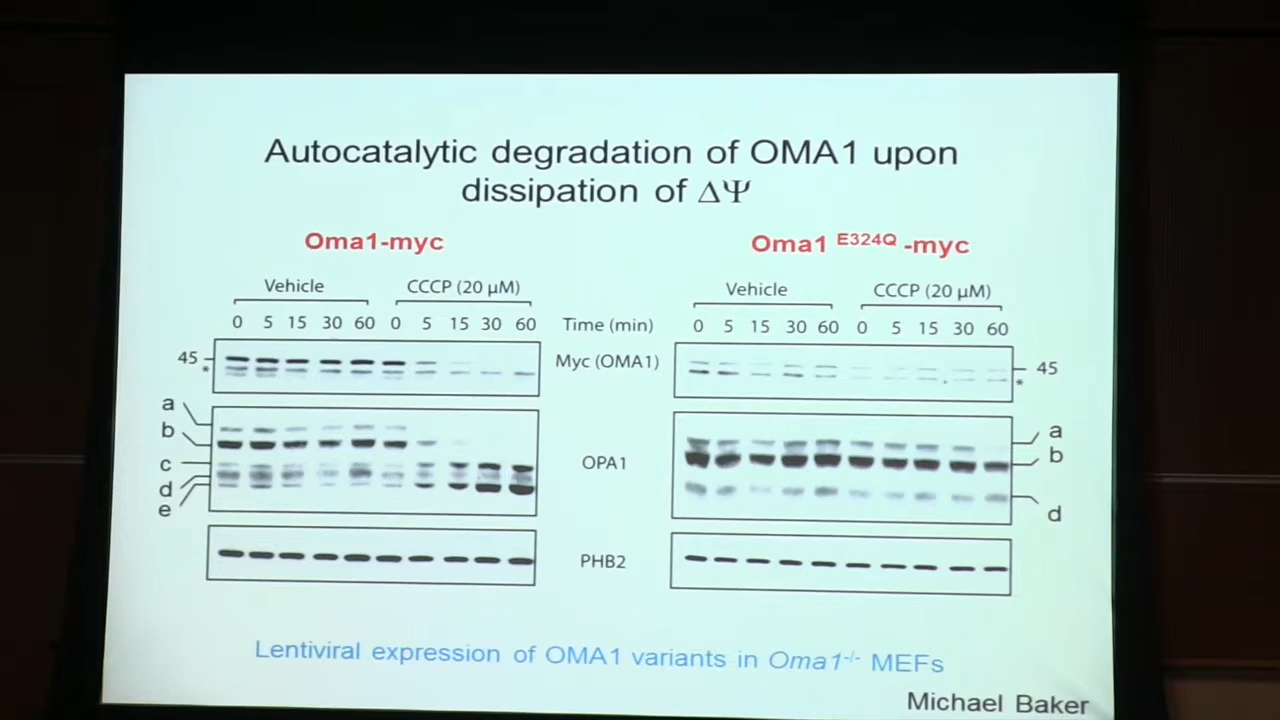 Autocatalytic degradation of OMA1 upon
dissipation of ΔΨ
Oma1-myc
Oma1 E324Q -myc
Vehicle CCCP (20 μM)
Vehicle CCCP (20 μM)
0 5 15 30 60 0 5 15 30 60 Time (min) 0 5 15 30 60 0 5 15 30 60
45 Myc (OMA1) 45
* *
a
b
c
d
e
OPA1
a
b
d
PHB2
Lentiviral expression of OMA1 variants in Oma1-/- MEFs
Michael Baker